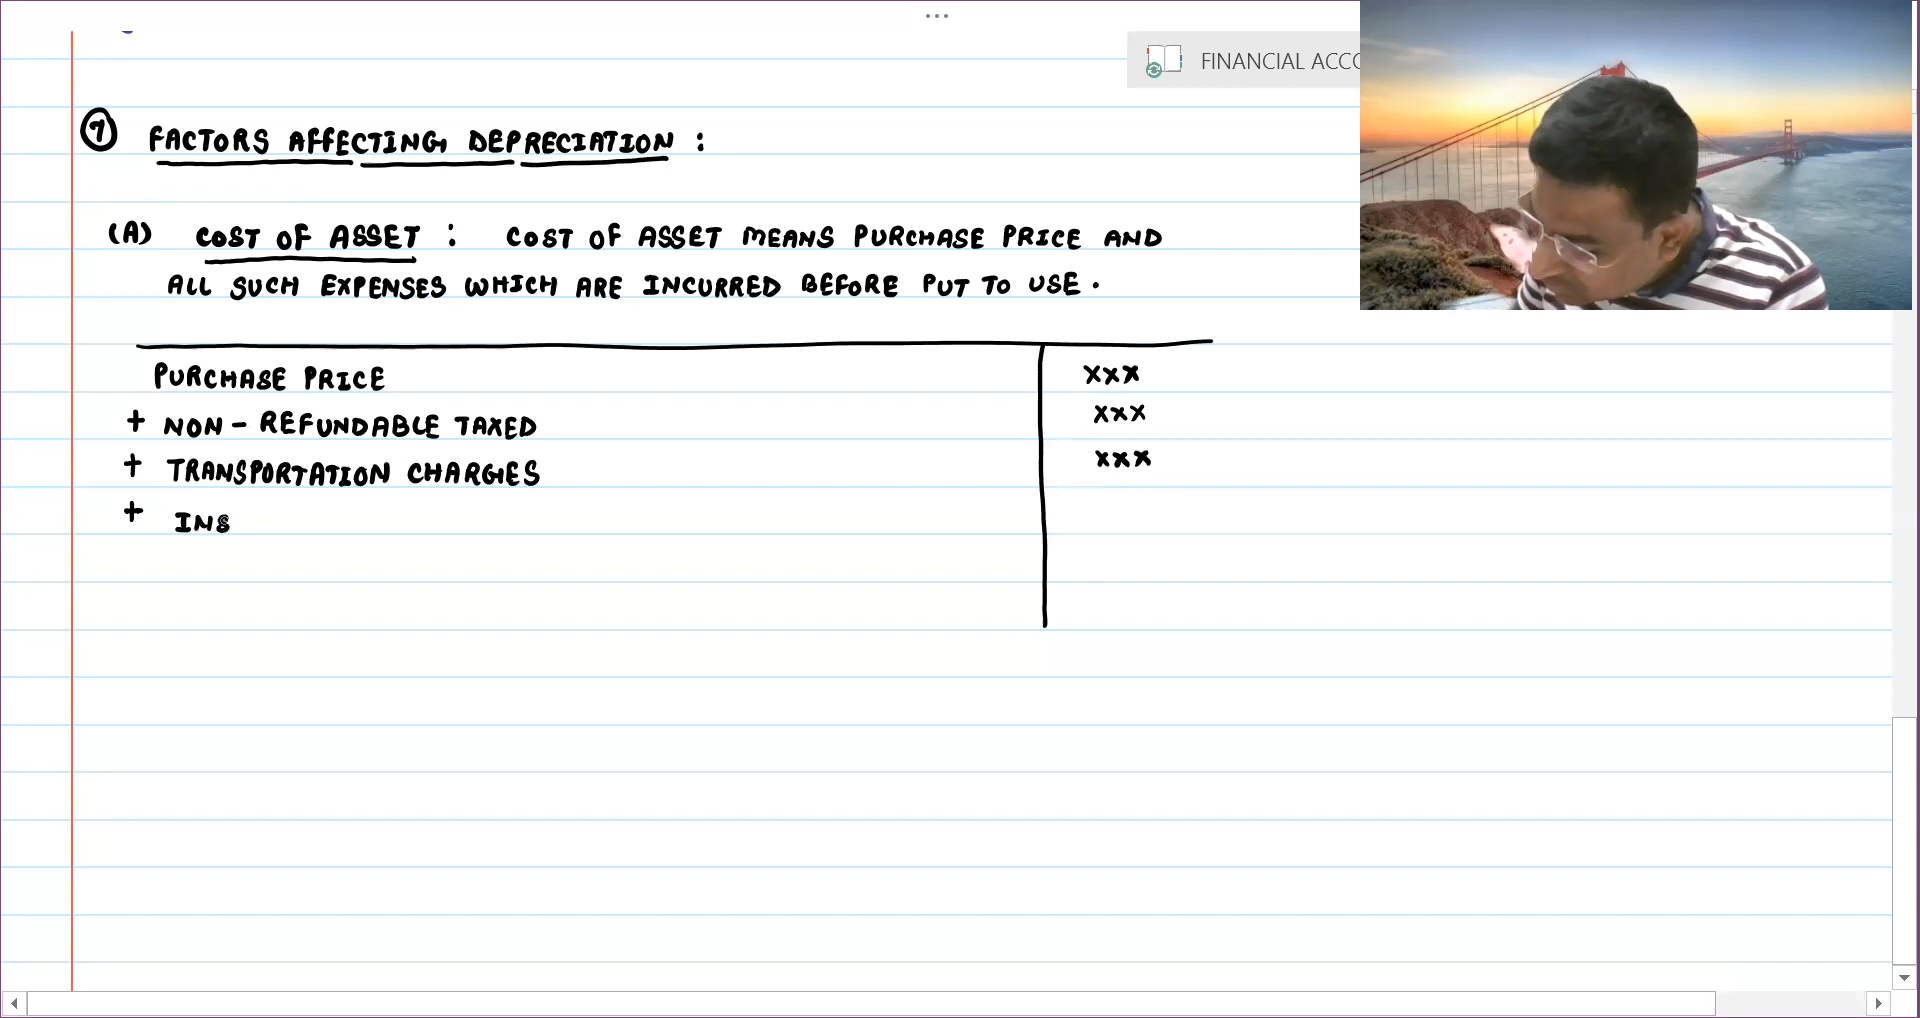 FINANCIAL ACCO
7 FACTORS AFFECTING DEPRECIATION :
(A) COST OF ASSET : COST OF ASSET MEANS PURCHASE PRICE AND
ALL SUCH EXPENSES WHICH ARE INCURRED BEFORE PUT TO USE.
PURCHASE PRICE xxx
+ NON - REFUNDABLE TAXED xxx
+ TRANSPORTATION CHARGES xxx
+ INS